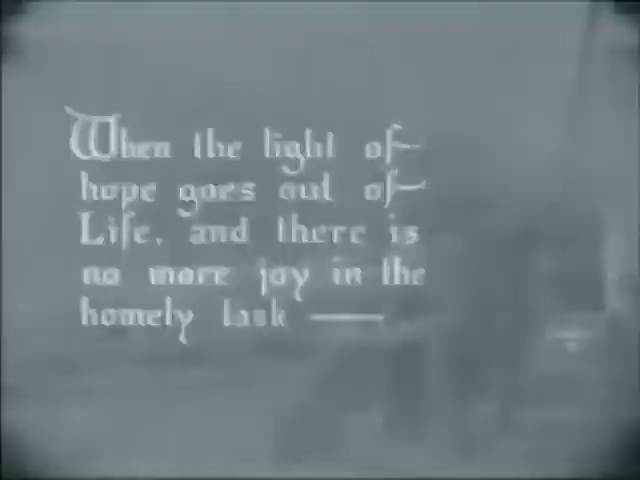 When the light of
hope goes out of
Life, and there is
no more joy in the
homely task —